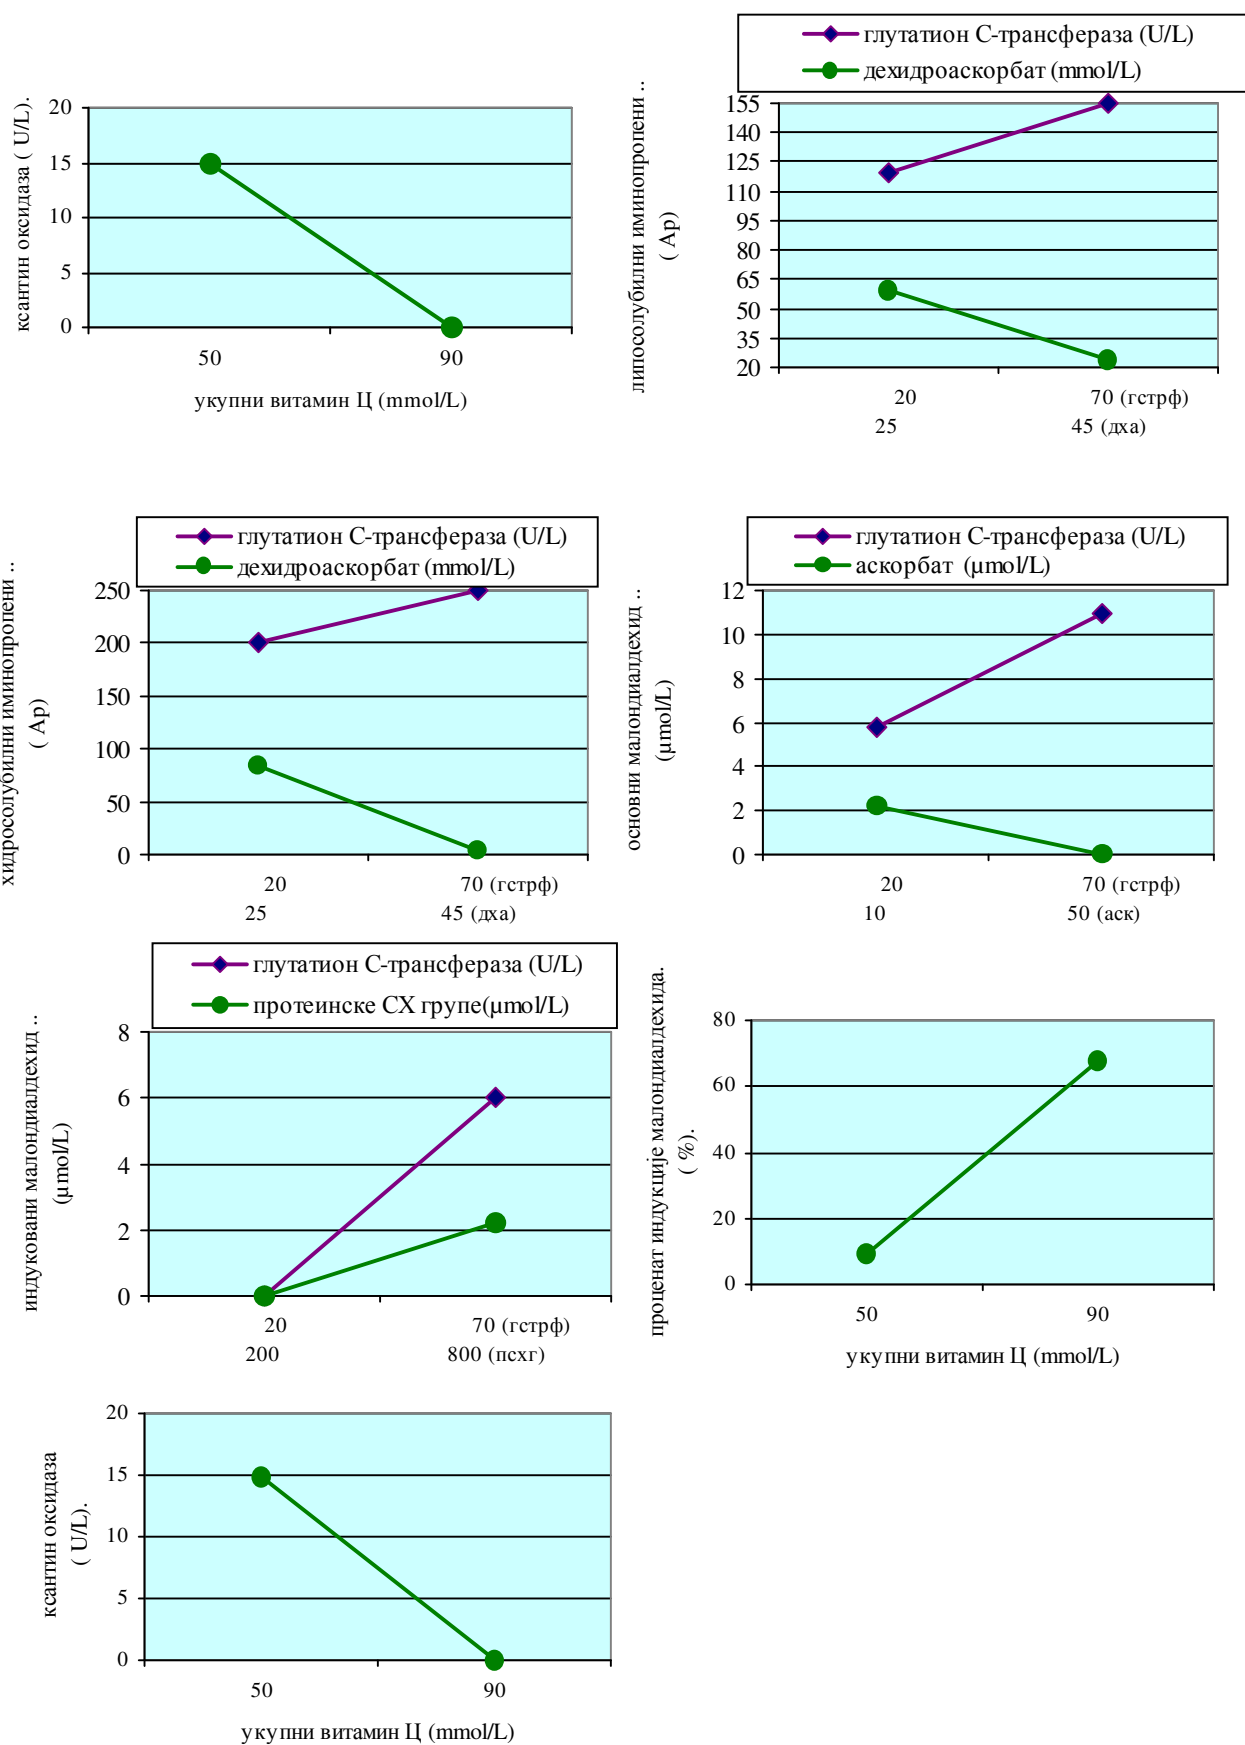 ксантин оксидаза ( U/L).
20
15
10
5
0
50 90
укупни витамин Ц (mmol/L)
глутатион С-трансфераза (U/L)
дехидроаскорбат (mmol/L)
липосолубилни иминопропени ..
( Ар)
155
140
125
110
95
80
65
50
35
20
20 70 (гстрф)
25 45 (дха)
глутатион С-трансфераза (U/L)
дехидроаскорбат (mmol/L)
хидросолубилни иминопропени ..
( Ар)
250
200
150
100
50
0
20 70 (гстрф)
25 45 (дха)
глутатион С-трансфераза (U/L)
аскорбат (µmol/L)
основни малондиалдехид ..
(µmol/L)
12
10
8
6
4
2
0
20 70 (гстрф)
10 50 (аск)
глутатион С-трансфераза (U/L)
протеинске СХ групе(µmol/L)
индуковани малондиалдехид ..
(µmol/L)
8
6
4
2
0
20 70 (гстрф)
200 800 (псхг)
проценат индукције малондиалдехида.
( %).
80
60
40
20
0
50 90
укупни витамин Ц (mmol/L)
ксантин оксидаза
( U/L).
20
15
10
5
0
50 90
укупни витамин Ц (mmol/L)